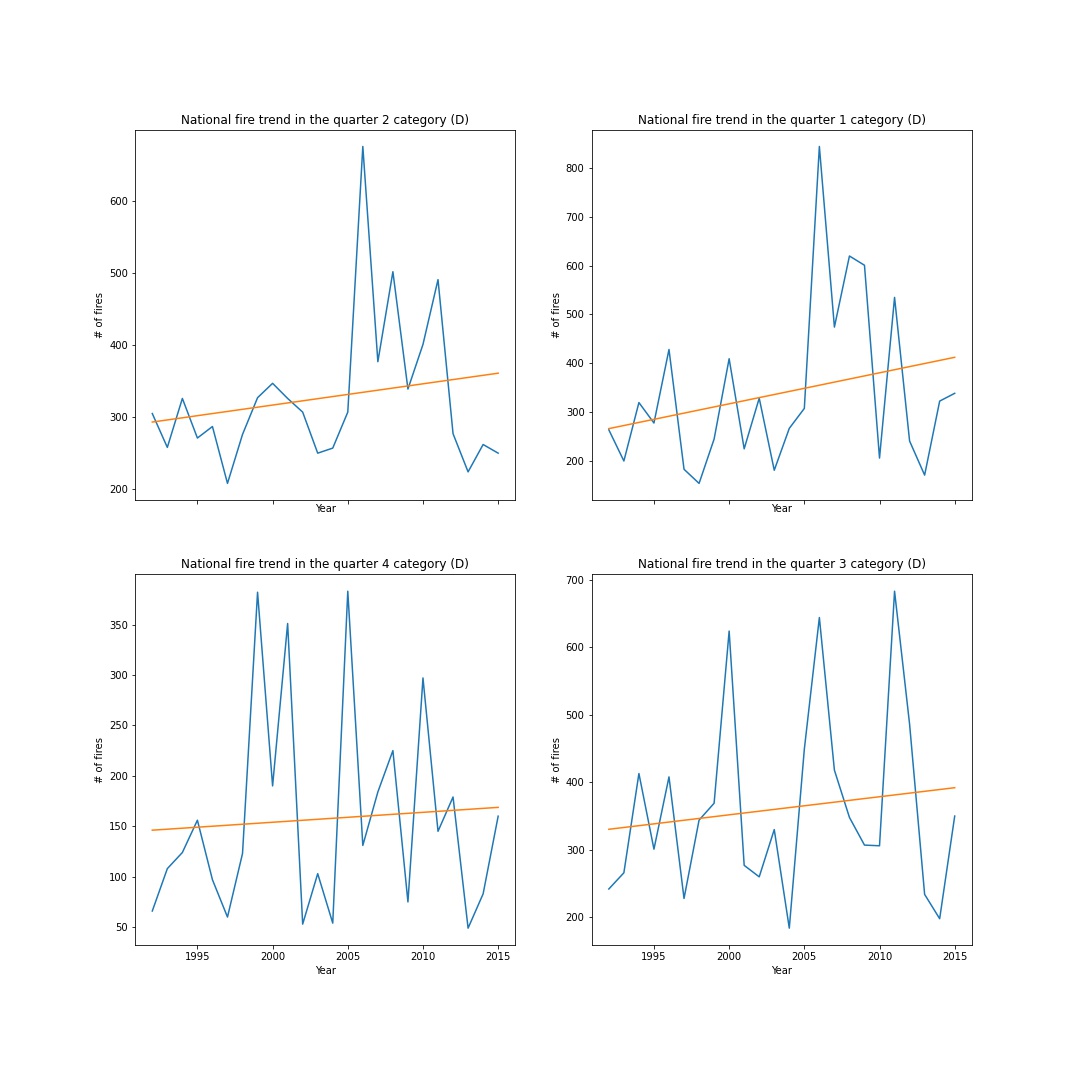 National fire trend in the quarter 2 category (D)
# of fires
600
500
400
300
200
Year
National fire trend in the quarter 1 category (D)
# of fires
800
700
600
500
400
300
200
Year
National fire trend in the quarter 4 category (D)
# of fires
350
300
250
200
150
100
50
1995 2000 2005 2010 2015
Year
National fire trend in the quarter 3 category (D)
# of fires
700
600
500
400
300
200
1995 2000 2005 2010 2015
Year